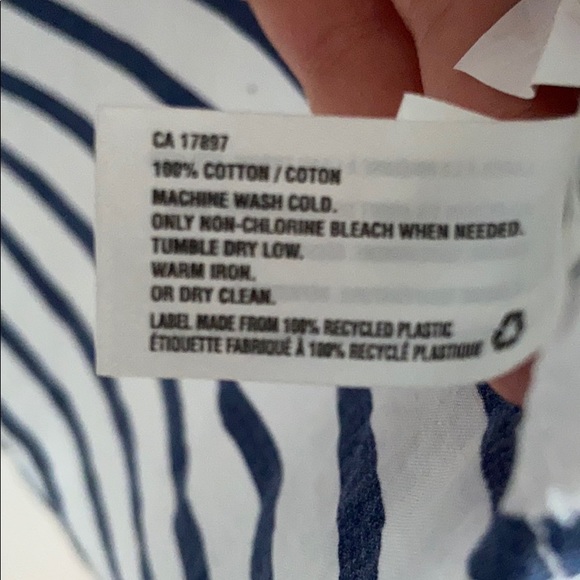 CA 17897
100% COTTON / COTON
MACHINE WASH COLD.
ONLY NON-CHLORINE BLEACH WHEN NEEDED.
TUMBLE DRY LOW.
WARM IRON.
OR DRY CLEAN.
LABEL MADE FROM 100% RECYCLED PLASTIC
ÉTIQUETTE FABRIQUÉ À 100% RECYCLÉ PLASTIQUE